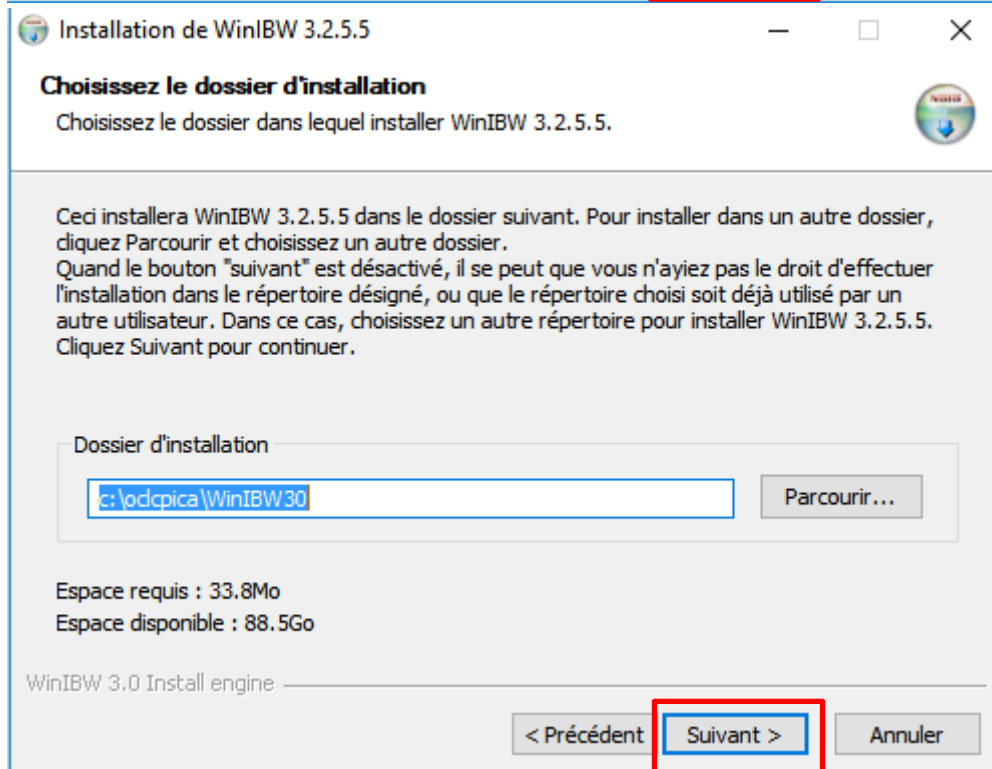 Installation de WinIBW 3.2.5.5
Choisissez le dossier d'installation
Choisissez le dossier dans lequel installer WinIBW 3.2.5.5.
Ceci installera WinIBW 3.2.5.5 dans le dossier suivant. Pour installer dans un autre dossier,
cliquez Parcourir et choisissez un autre dossier.
Quand le bouton "suivant" est désactivé, il se peut que vous n'ayiez pas le droit d'effectuer
l'installation dans le répertoire désigné, ou que le répertoire choisi soit déjà utilisé par un
autre utilisateur. Dans ce cas, choisissez un autre répertoire pour installer WinIBW 3.2.5.5.
Cliquez Suivant pour continuer.
Dossier d'installation
c:\oclcpica\WinIBW30
Parcourir...
Espace requis : 33.8Mo
Espace disponible : 88.5Go
WinIBW 3.0 Install engine
< Précédent
Suivant >
Annuler